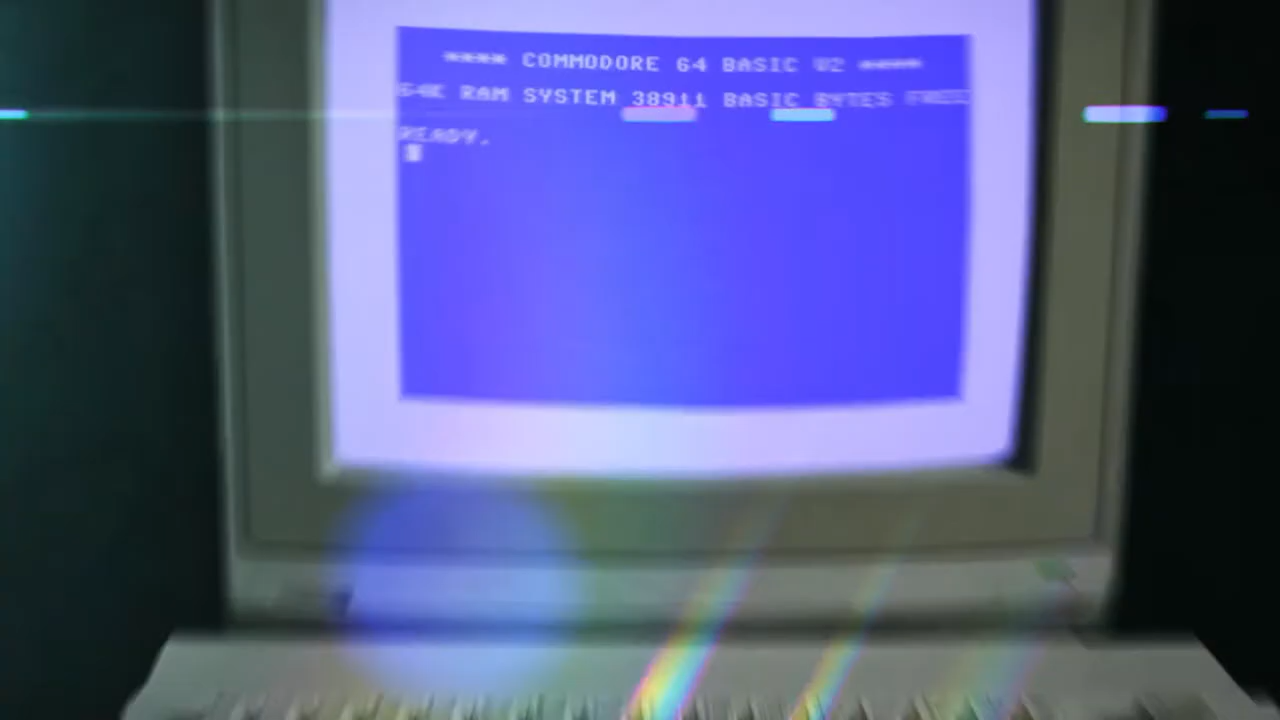 **** COMMODORE 64 BASIC V2 ****
64K RAM SYSTEM 38911 BASIC BYTES FREE
READY.